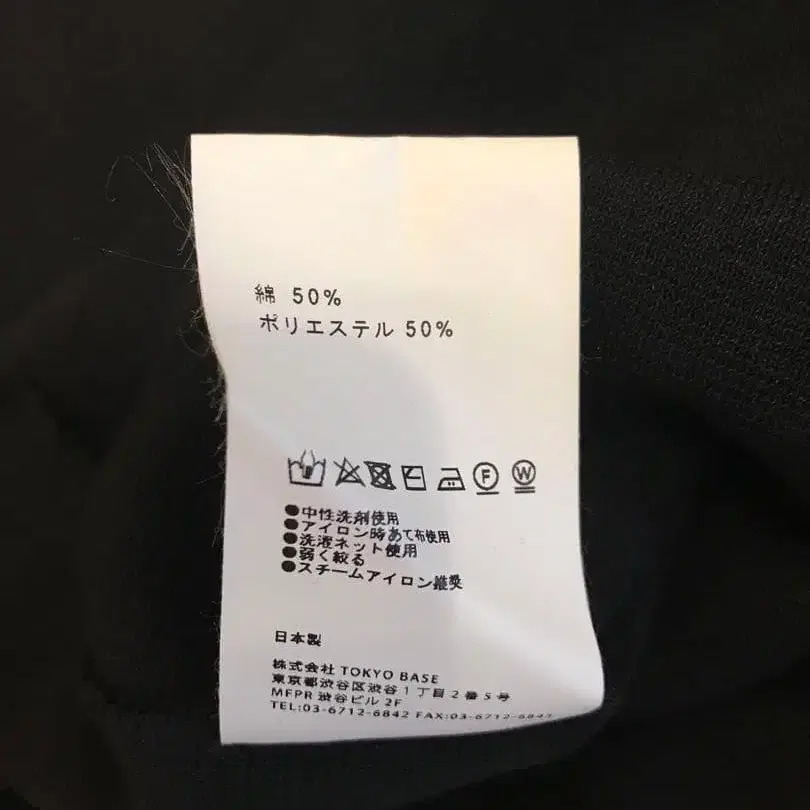 綿 50%
ポリエステル 50%
F W
●中性洗剤使用
●アイロン時あて布使用
●洗濯ネット使用
●弱く絞る
●スチームアイロン推奨
日本製
株式会社 TOKYO BASE
東京都渋谷区渋谷1丁目2番5号
MFPR 渋谷ビル 2F
TEL:03-6712-6842 FAX:03-6712-6843